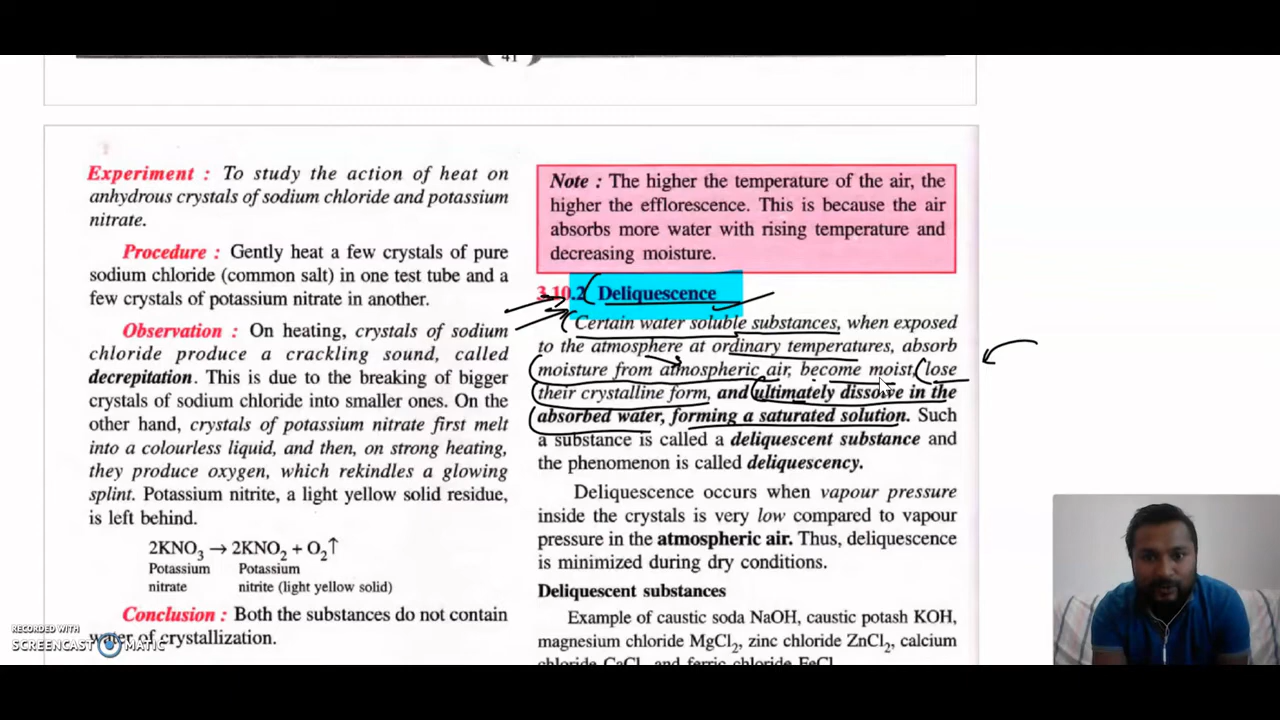 41
Experiment : To study the action of heat on
anhydrous crystals of sodium chloride and potassium
nitrate.
Procedure : Gently heat a few crystals of pure
sodium chloride (common salt) in one test tube and a
few crystals of potassium nitrate in another.
Observation : On heating, crystals of sodium
chloride produce a crackling sound, called
decrepitation. This is due to the breaking of bigger
crystals of sodium chloride into smaller ones. On the
other hand, crystals of potassium nitrate first melt
into a colourless liquid, and then, on strong heating,
they produce oxygen, which rekindles a glowing
splint. Potassium nitrite, a light yellow solid residue,
is left behind.
2KNO₃ → 2KNO₂ + O₂↑
Potassium Potassium
nitrate nitrite (light yellow solid)
Conclusion : Both the substances do not contain
water of crystallization.
Note : The higher the temperature of the air, the
higher the efflorescence. This is because the air
absorbs more water with rising temperature and
decreasing moisture.
3.10.2 Deliquescence
Certain water soluble substances, when exposed
to the atmosphere at ordinary temperatures, absorb
moisture from atmospheric air, become moist, lose
their crystalline form, and ultimately dissolve in the
absorbed water, forming a saturated solution. Such
a substance is called a deliquescent substance and
the phenomenon is called deliquescency.
Deliquescence occurs when vapour pressure
inside the crystals is very low compared to vapour
pressure in the atmospheric air. Thus, deliquescence
is minimized during dry conditions.
Deliquescent substances
Example of caustic soda NaOH, caustic potash KOH,
magnesium chloride MgCl₂, zinc chloride ZnCl₂, calcium
chloride CaCl₂ and ferric chloride FeCl
RECORDED WITH
SCREENCAST MATIC